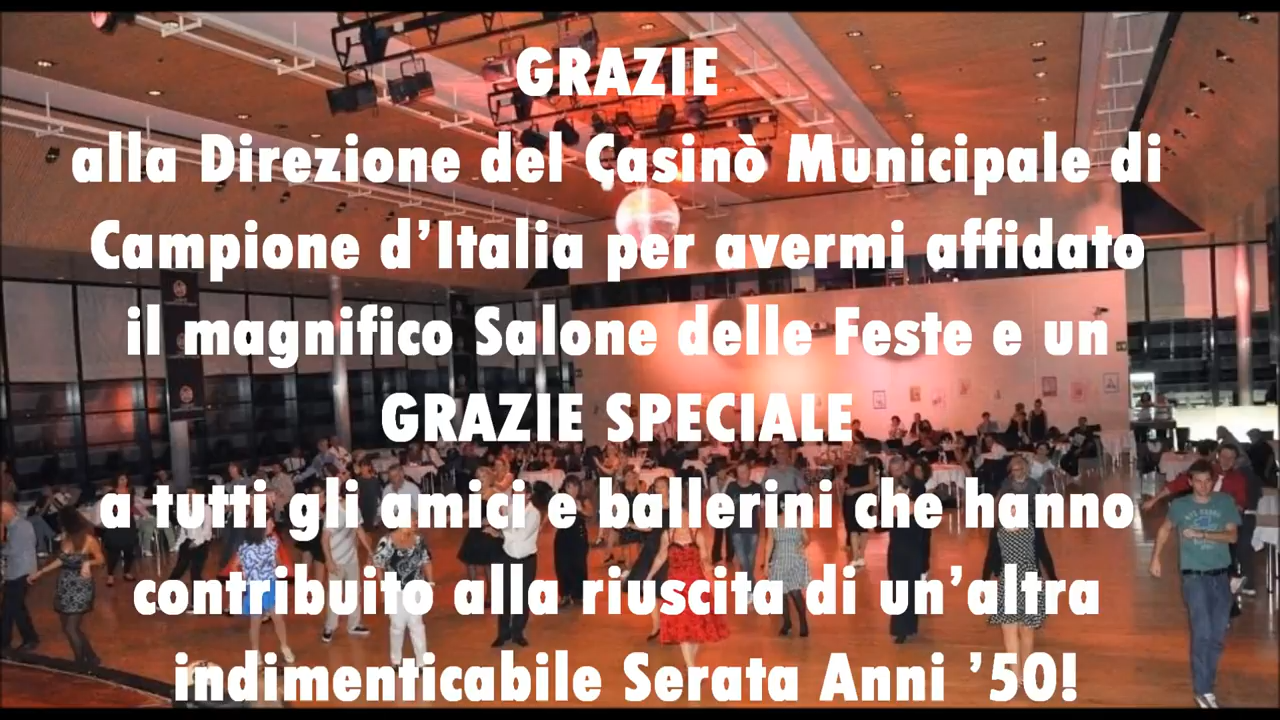 GRAZIE
alla Direzione del Casinò Municipale di
Campione d'Italia per avermi affidato
il magnifico Salone delle Feste e un
GRAZIE SPECIALE
a tutti gli amici e ballerini che hanno
contribuito alla riuscita di un'altra
indimenticabile Serata Anni '50!